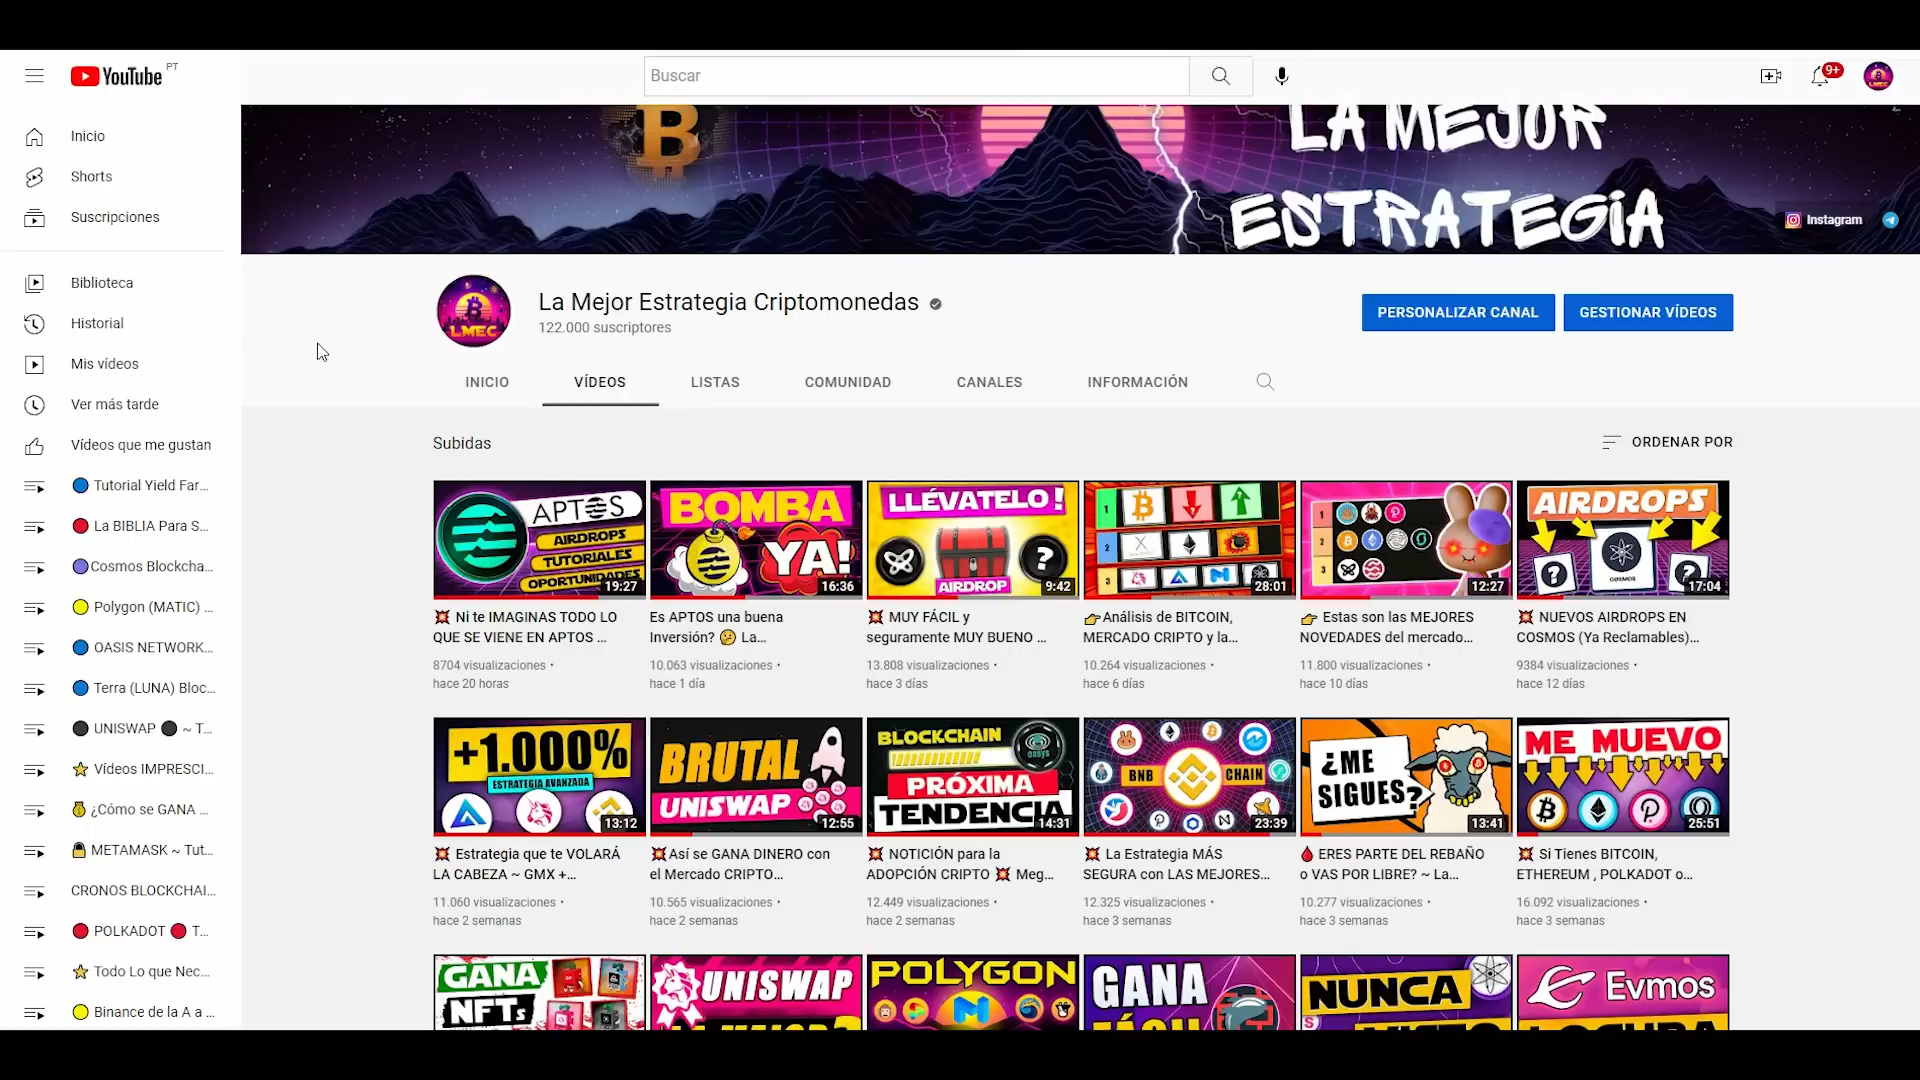 YouTube PT
Buscar
9+
Inicio
Shorts
Suscripciones
Biblioteca
Historial
Mis vídeos
Ver más tarde
Vídeos que me gustan
Tutorial Yield Far...
La BIBLIA Para S...
Cosmos Blockcha...
Polygon (MATIC) ...
OASIS NETWORK...
Terra (LUNA) Bloc...
UNISWAP ~ T...
Vídeos IMPRESCI...
¿Cómo se GANA ...
METAMASK ~ Tut...
CRONOS BLOCKCHAI...
POLKADOT T...
Todo Lo que Nec...
Binance de la A a ...
LA MEJOR
ESTRATEGIA
Instagram
LMEC
La Mejor Estrategia Criptomonedas
122.000 suscriptores
PERSONALIZAR CANAL
GESTIONAR VÍDEOS
INICIO VÍDEOS LISTAS COMUNIDAD CANALES INFORMACIÓN
Subidas
ORDENAR POR
APTOS
AIRDROPS
TUTORIALES
OPORTUNIDADES
19:27
Ni te IMAGINAS TODO LO
QUE SE VIENE EN APTOS ...
8704 visualizaciones •
hace 20 horas
BOMBA
YA!
16:36
Es APTOS una buena
Inversión? La...
10.063 visualizaciones •
hace 1 día
LLÉVATELO!
?
AIRDROP
9:42
MUY FÁCIL y
seguramente MUY BUENO ...
13.808 visualizaciones •
hace 3 días
1
2
3
28:01
Análisis de BITCOIN,
MERCADO CRIPTO y la...
10.264 visualizaciones •
hace 6 días
1
2
3
12:27
Estas son las MEJORES
NOVEDADES del mercado...
11.800 visualizaciones •
hace 10 días
AIRDROPS
? COSMOS ?
17:04
NUEVOS AIRDROPS EN
COSMOS (Ya Reclamables)...
9384 visualizaciones •
hace 12 días
+1.000%
ESTRATEGIA AVANZADA
13:12
Estrategia que te VOLARÁ
LA CABEZA ~ GMX +...
11.060 visualizaciones •
hace 2 semanas
BRUTAL
UNISWAP
12:55
Así se GANA DINERO con
el Mercado CRIPTO...
10.565 visualizaciones •
hace 2 semanas
BLOCKCHAIN
oasys
PRÓXIMA
TENDENCIA
14:31
NOTICIÓN para la
ADOPCIÓN CRIPTO Meg...
12.449 visualizaciones •
hace 3 semanas
BNB CHAIN
23:39
La Estrategia MÁS
SEGURA con LAS MEJORES...
12.325 visualizaciones •
hace 3 semanas
¿ME
SIGUES?
13:41
ERES PARTE DEL REBAÑO
o VAS POR LIBRE? ~ La...
10.277 visualizaciones •
hace 3 semanas
ME MUEVO
25:51
Si Tienes BITCOIN,
ETHEREUM , POLKADOT o...
16.092 visualizaciones •
hace 3 semanas
GANA
NFTs
UNISWAP
POLYGON
GANA
FÁCIL
NUNCA
VISTO
Evmos
LOCURA